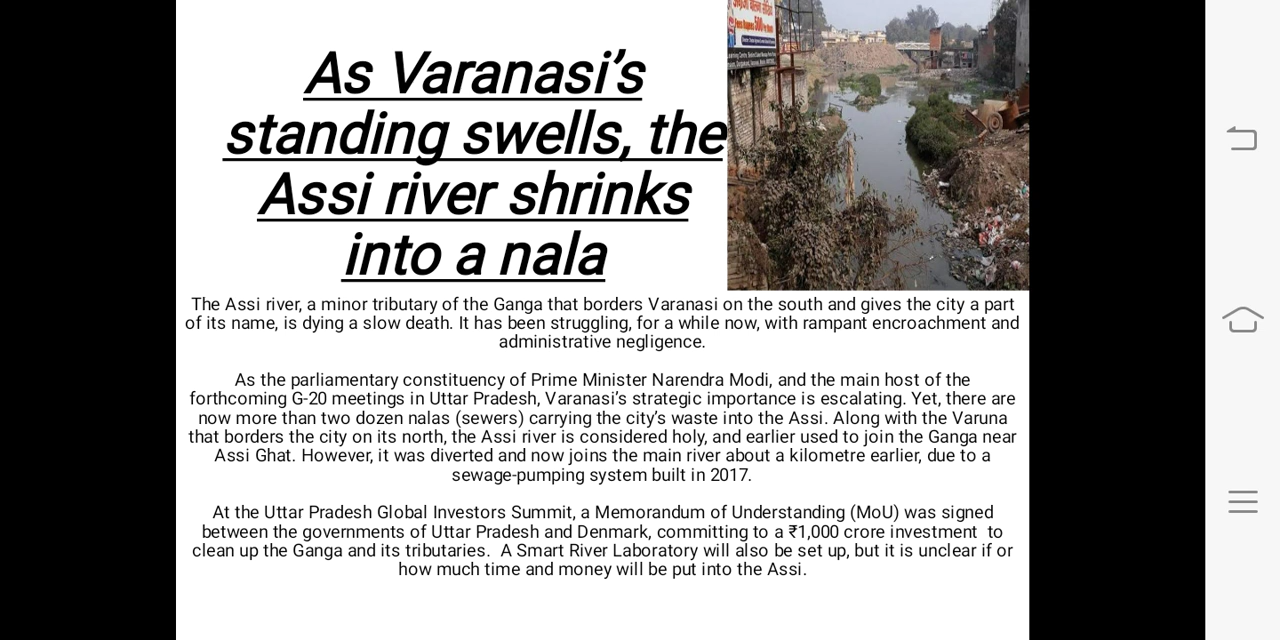 As Varanasi’s
standing swells, the
Assi river shrinks
into a nala
The Assi river, a minor tributary of the Ganga that borders Varanasi on the south and gives the city a part
of its name, is dying a slow death. It has been struggling, for a while now, with rampant encroachment and
administrative negligence.
As the parliamentary constituency of Prime Minister Narendra Modi, and the main host of the
forthcoming G-20 meetings in Uttar Pradesh, Varanasi’s strategic importance is escalating. Yet, there are
now more than two dozen nalas (sewers) carrying the city’s waste into the Assi. Along with the Varuna
that borders the city on its north, the Assi river is considered holy, and earlier used to join the Ganga near
Assi Ghat. However, it was diverted and now joins the main river about a kilometre earlier, due to a
sewage-pumping system built in 2017.
At the Uttar Pradesh Global Investors Summit, a Memorandum of Understanding (MoU) was signed
between the governments of Uttar Pradesh and Denmark, committing to a ₹1,000 crore investment  to
clean up the Ganga and its tributaries.  A Smart River Laboratory will also be set up, but it is unclear if or
how much time and money will be put into the Assi.